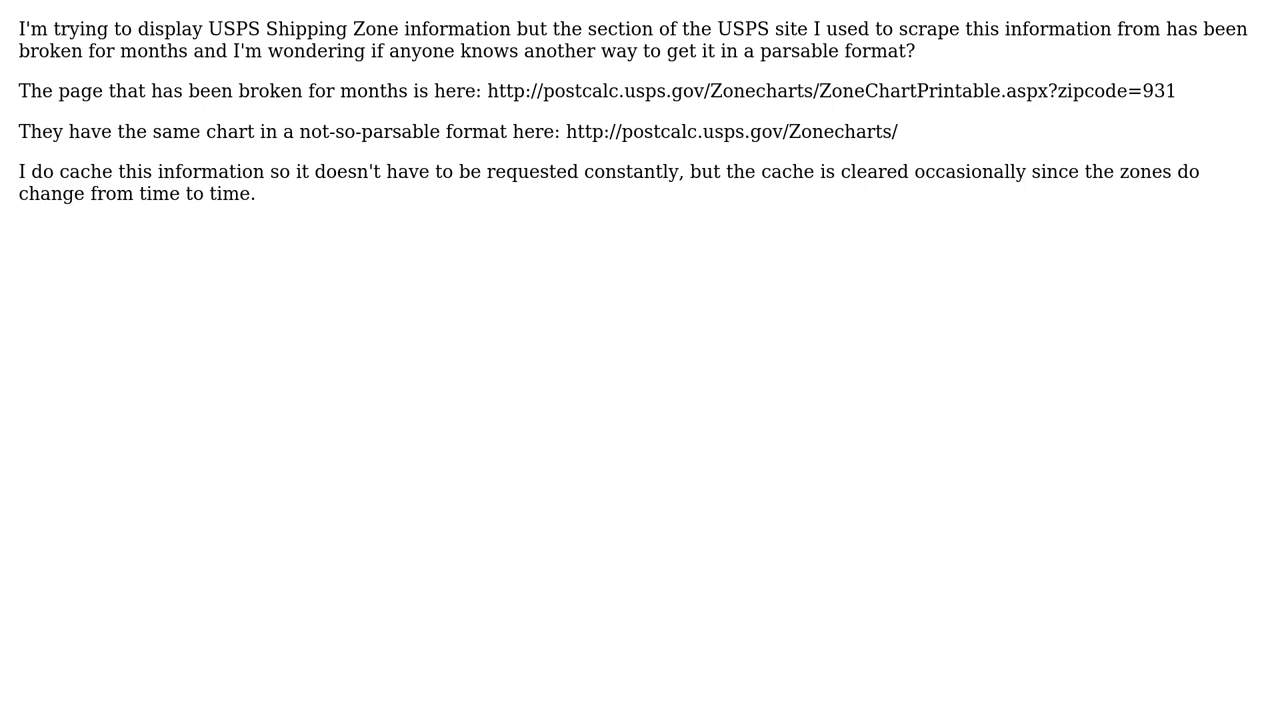 I'm trying to display USPS Shipping Zone information but the section of the USPS site I used to scrape this information from has been
broken for months and I'm wondering if anyone knows another way to get it in a parsable format?
The page that has been broken for months is here: http://postcalc.usps.gov/Zonecharts/ZoneChartPrintable.aspx?zipcode=931
They have the same chart in a not-so-parsable format here: http://postcalc.usps.gov/Zonecharts/
I do cache this information so it doesn't have to be requested constantly, but the cache is cleared occasionally since the zones do
change from time to time.